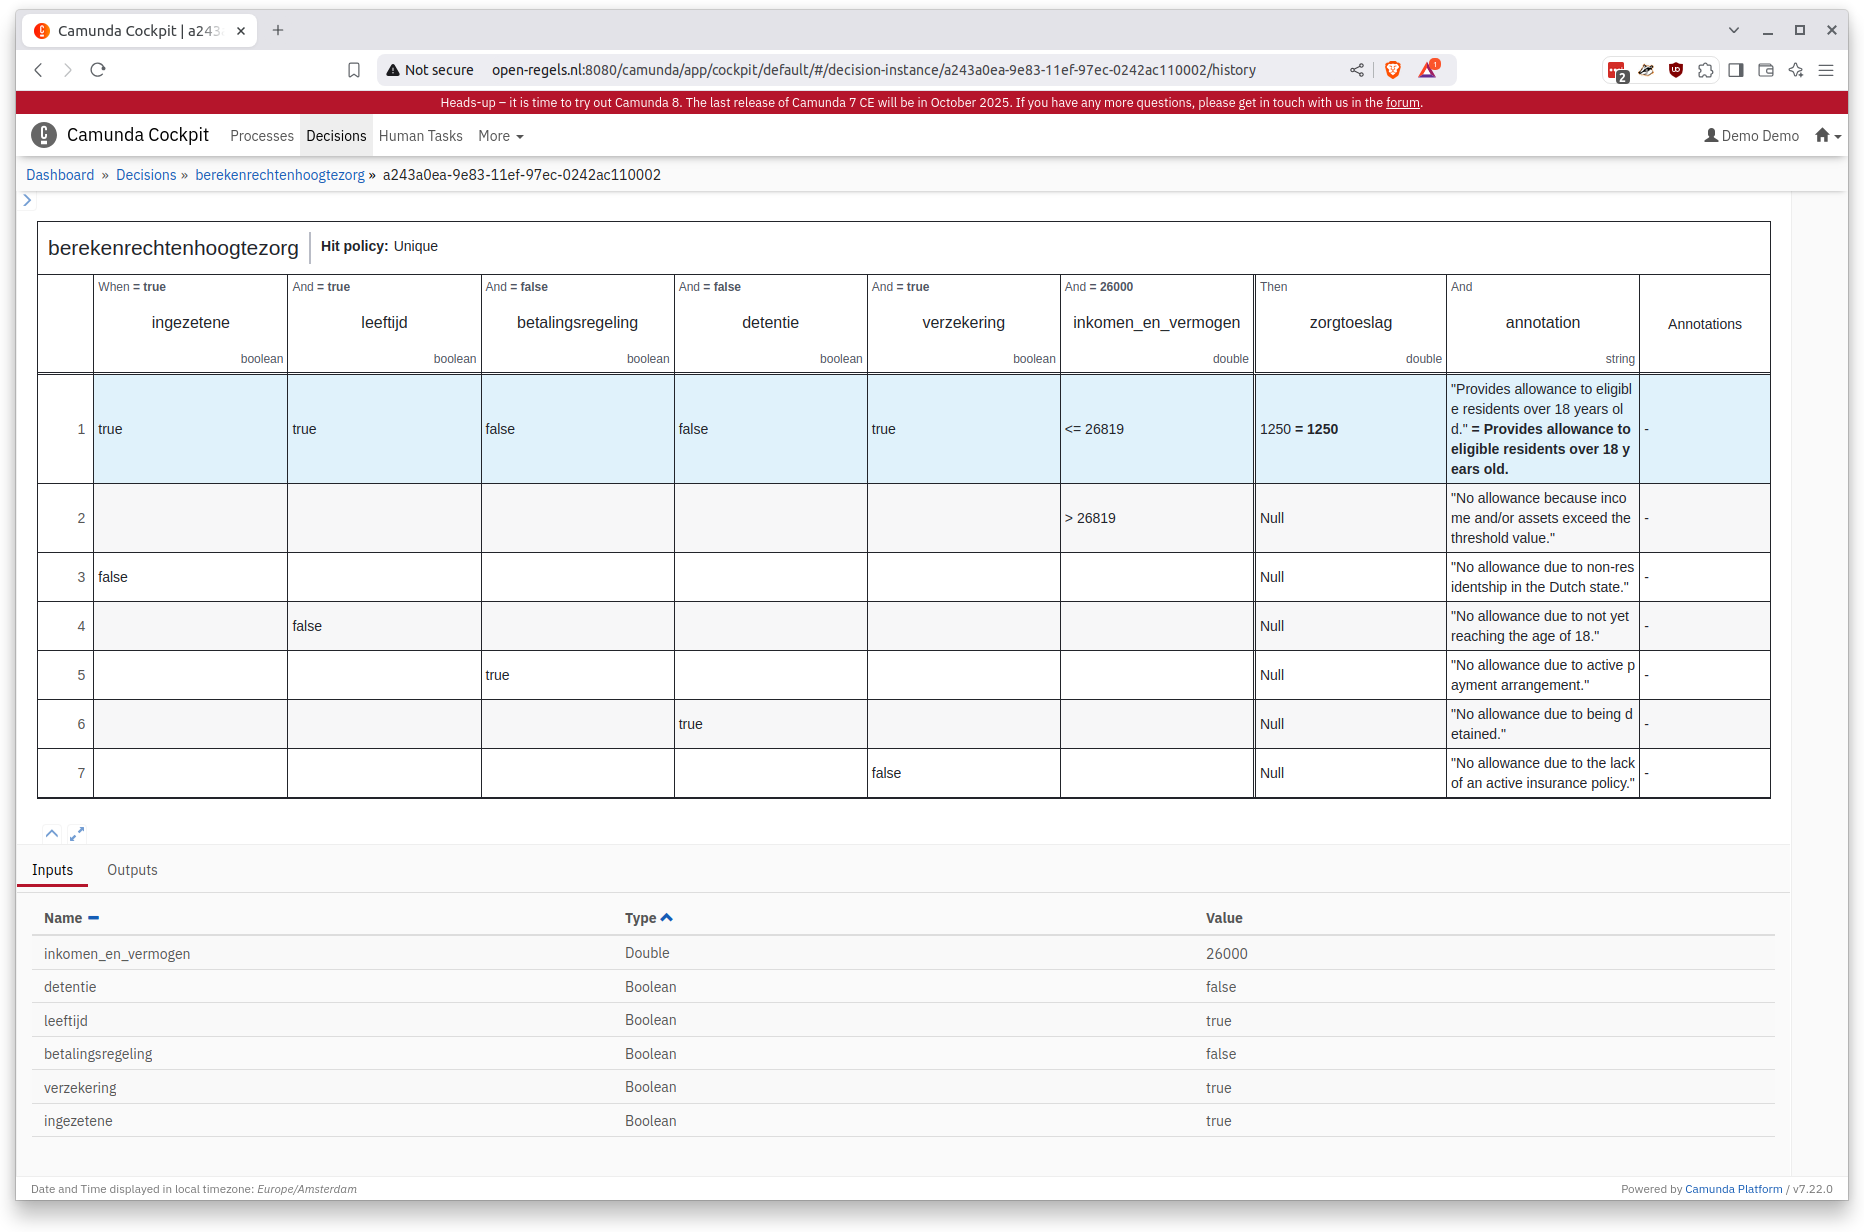 Camunda Cockpit | a243
Not secure open-regels.nl:8080/camunda/app/cockpit/default/#/decision-instance/a243a0ea-9e83-11ef-97ec-0242ac110002/history
1
2
Heads-up – it is time to try out Camunda 8. The last release of Camunda 7 CE will be in October 2025. If you have any more questions, please get in touch with us in the forum.
Camunda Cockpit Processes Decisions Human Tasks More Demo Demo
Dashboard » Decisions » berekenrechtenhoogtezorg » a243a0ea-9e83-11ef-97ec-0242ac110002
berekenrechtenhoogtezorg Hit policy: Unique
When = true And = true And = false And = false And = true And = 26000 Then And
ingezetene leeftijd betalingsregeling detentie verzekering inkomen_en_vermogen zorgtoeslag annotation Annotations
boolean boolean boolean boolean boolean double double string
1 true true false false true <= 26819 1250 = 1250 "Provides allowance to eligibl
e residents over 18 years ol
d." = Provides allowance to
eligible residents over 18 y
ears old. -
2 > 26819 Null "No allowance because inco
me and/or assets exceed the
threshold value." -
3 false Null "No allowance due to non-res
identship in the Dutch state." -
4 false Null "No allowance due to not yet
reaching the age of 18." -
5 true Null "No allowance due to active p
ayment arrangement." -
6 true Null "No allowance due to being d
etained." -
7 false Null "No allowance due to the lack
of an active insurance policy." -
Inputs Outputs
Name Type Value
inkomen_en_vermogen Double 26000
detentie Boolean false
leeftijd Boolean true
betalingsregeling Boolean false
verzekering Boolean true
ingezetene Boolean true
Date and Time displayed in local timezone: Europe/Amsterdam Powered by Camunda Platform / v7.22.0